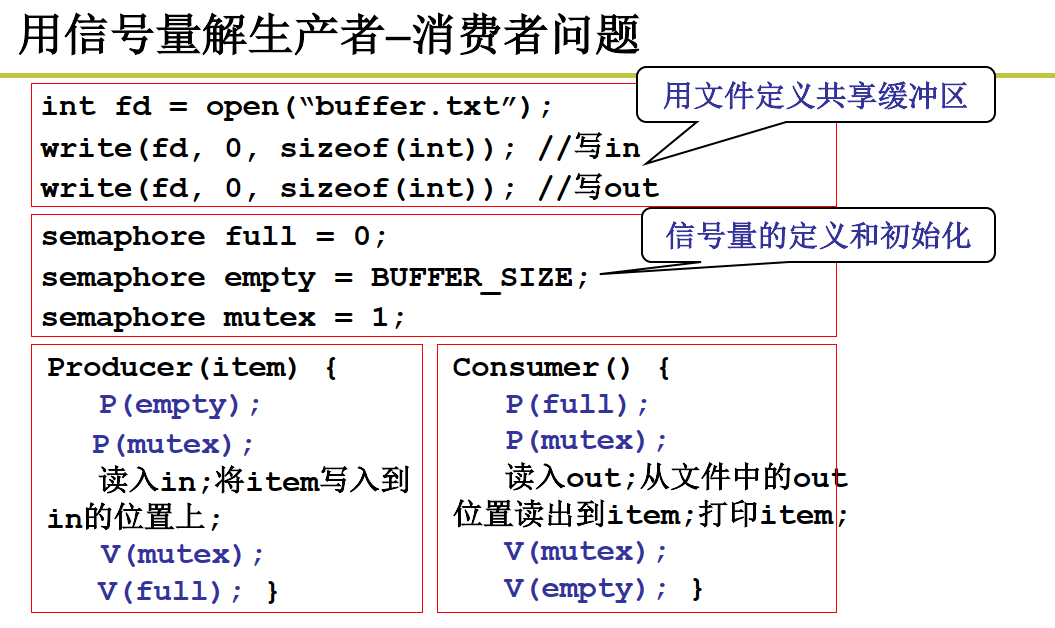 用信号量解生产者–消费者问题
int fd = open(“buffer.txt”);
用文件定义共享缓冲区
write(fd, 0, sizeof(int)); //写in
write(fd, 0, sizeof(int)); //写out
semaphore full = 0;
信号量的定义和初始化
semaphore empty = BUFFER_SIZE;
semaphore mutex = 1;
Producer(item) {
P(empty);
P(mutex);
读入in;将item写入到
in的位置上;
V(mutex);
V(full); }
Consumer() {
P(full);
P(mutex);
读入out;从文件中的out
位置读出到item;打印item;
V(mutex);
V(empty); }